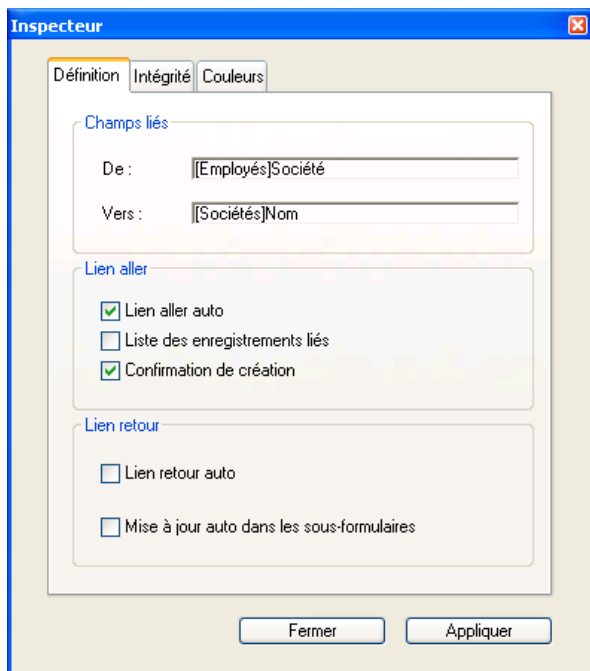 Inspecteur
Définition Intégrité Couleurs
Champs liés
De : [Employés]Société
Vers : [Sociétés]Nom
Lien aller
Lien aller auto
Liste des enregistrements liés
Confirmation de création
Lien retour
Lien retour auto
Mise à jour auto dans les sous-formulaires
Fermer Appliquer